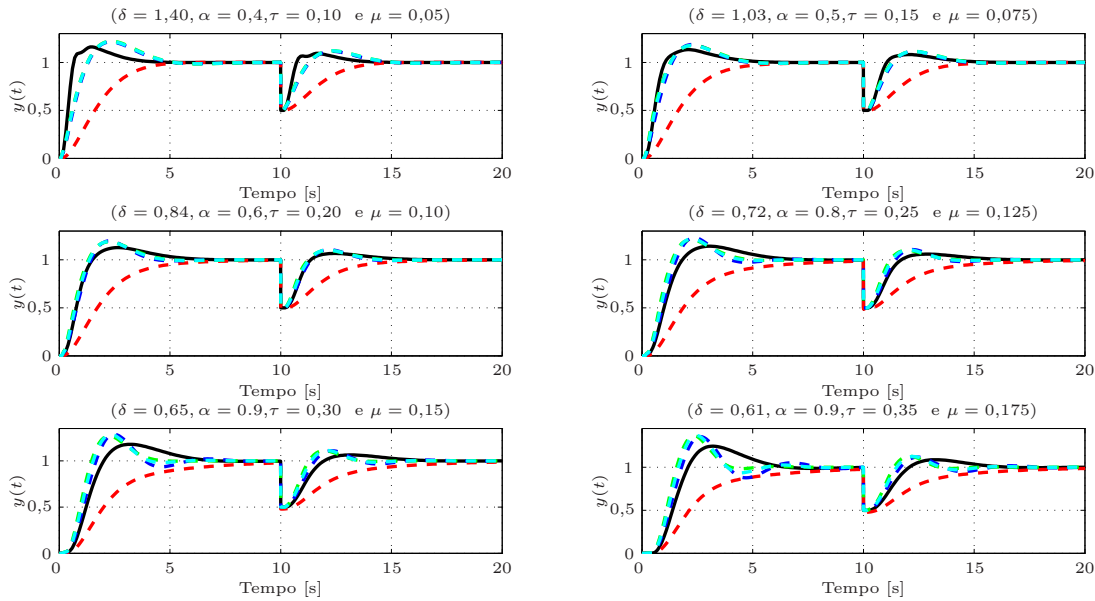 (δ = 1,40, α = 0,4,τ = 0,10 e μ = 0,05)
y(t)
1
0,5
0
0 5 10 15 20
Tempo [s]
(δ = 1,03, α = 0,5,τ = 0,15 e μ = 0,075)
y(t)
1
0,5
0
0 5 10 15 20
Tempo [s]
(δ = 0,84, α = 0,6,τ = 0,20 e μ = 0,10)
y(t)
1
0,5
0
0 5 10 15 20
Tempo [s]
(δ = 0,72, α = 0.8,τ = 0,25 e μ = 0,125)
y(t)
1
0,5
0
0 5 10 15 20
Tempo [s]
(δ = 0,65, α = 0.9,τ = 0,30 e μ = 0,15)
y(t)
1
0,5
0
0 5 10 15 20
Tempo [s]
(δ = 0,61, α = 0.9,τ = 0,35 e μ = 0,175)
y(t)
1
0,5
0
0 5 10 15 20
Tempo [s]